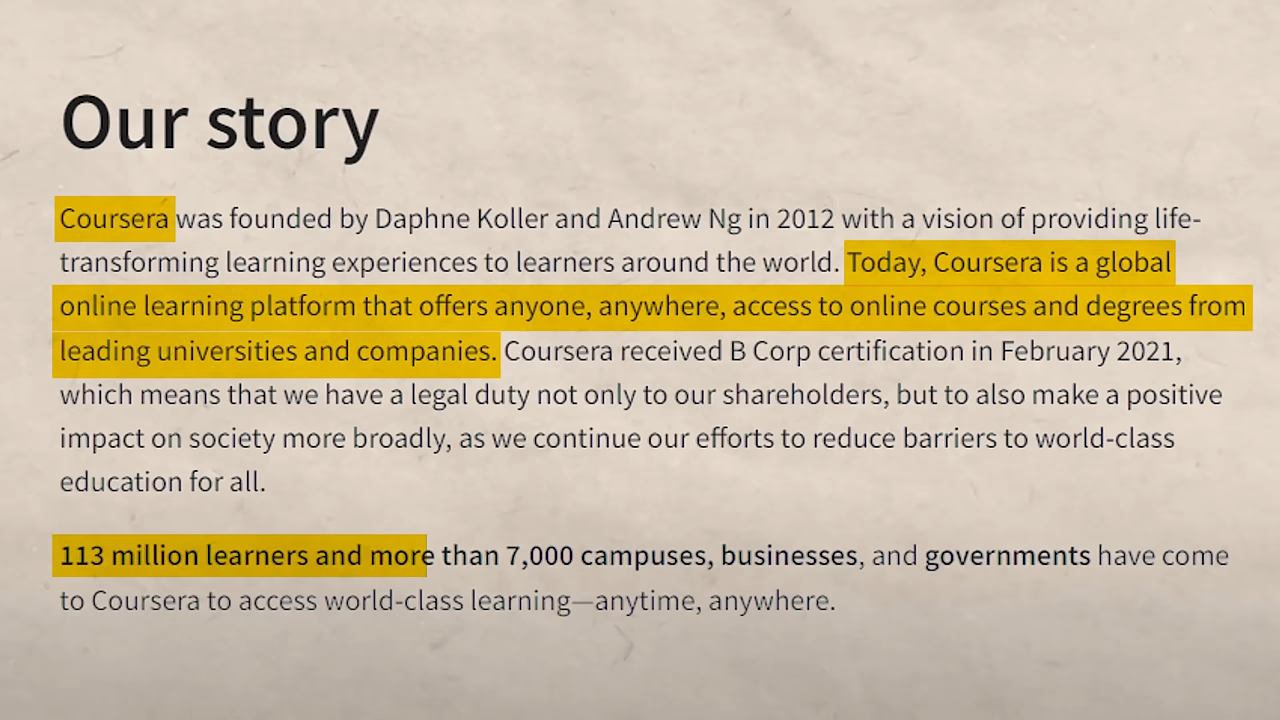 Our story
Coursera was founded by Daphne Koller and Andrew Ng in 2012 with a vision of providing life-
transforming learning experiences to learners around the world. Today, Coursera is a global
online learning platform that offers anyone, anywhere, access to online courses and degrees from
leading universities and companies. Coursera received B Corp certification in February 2021,
which means that we have a legal duty not only to our shareholders, but to also make a positive
impact on society more broadly, as we continue our efforts to reduce barriers to world-class
education for all.
113 million learners and more than 7,000 campuses, businesses, and governments have come
to Coursera to access world-class learning—anytime, anywhere.